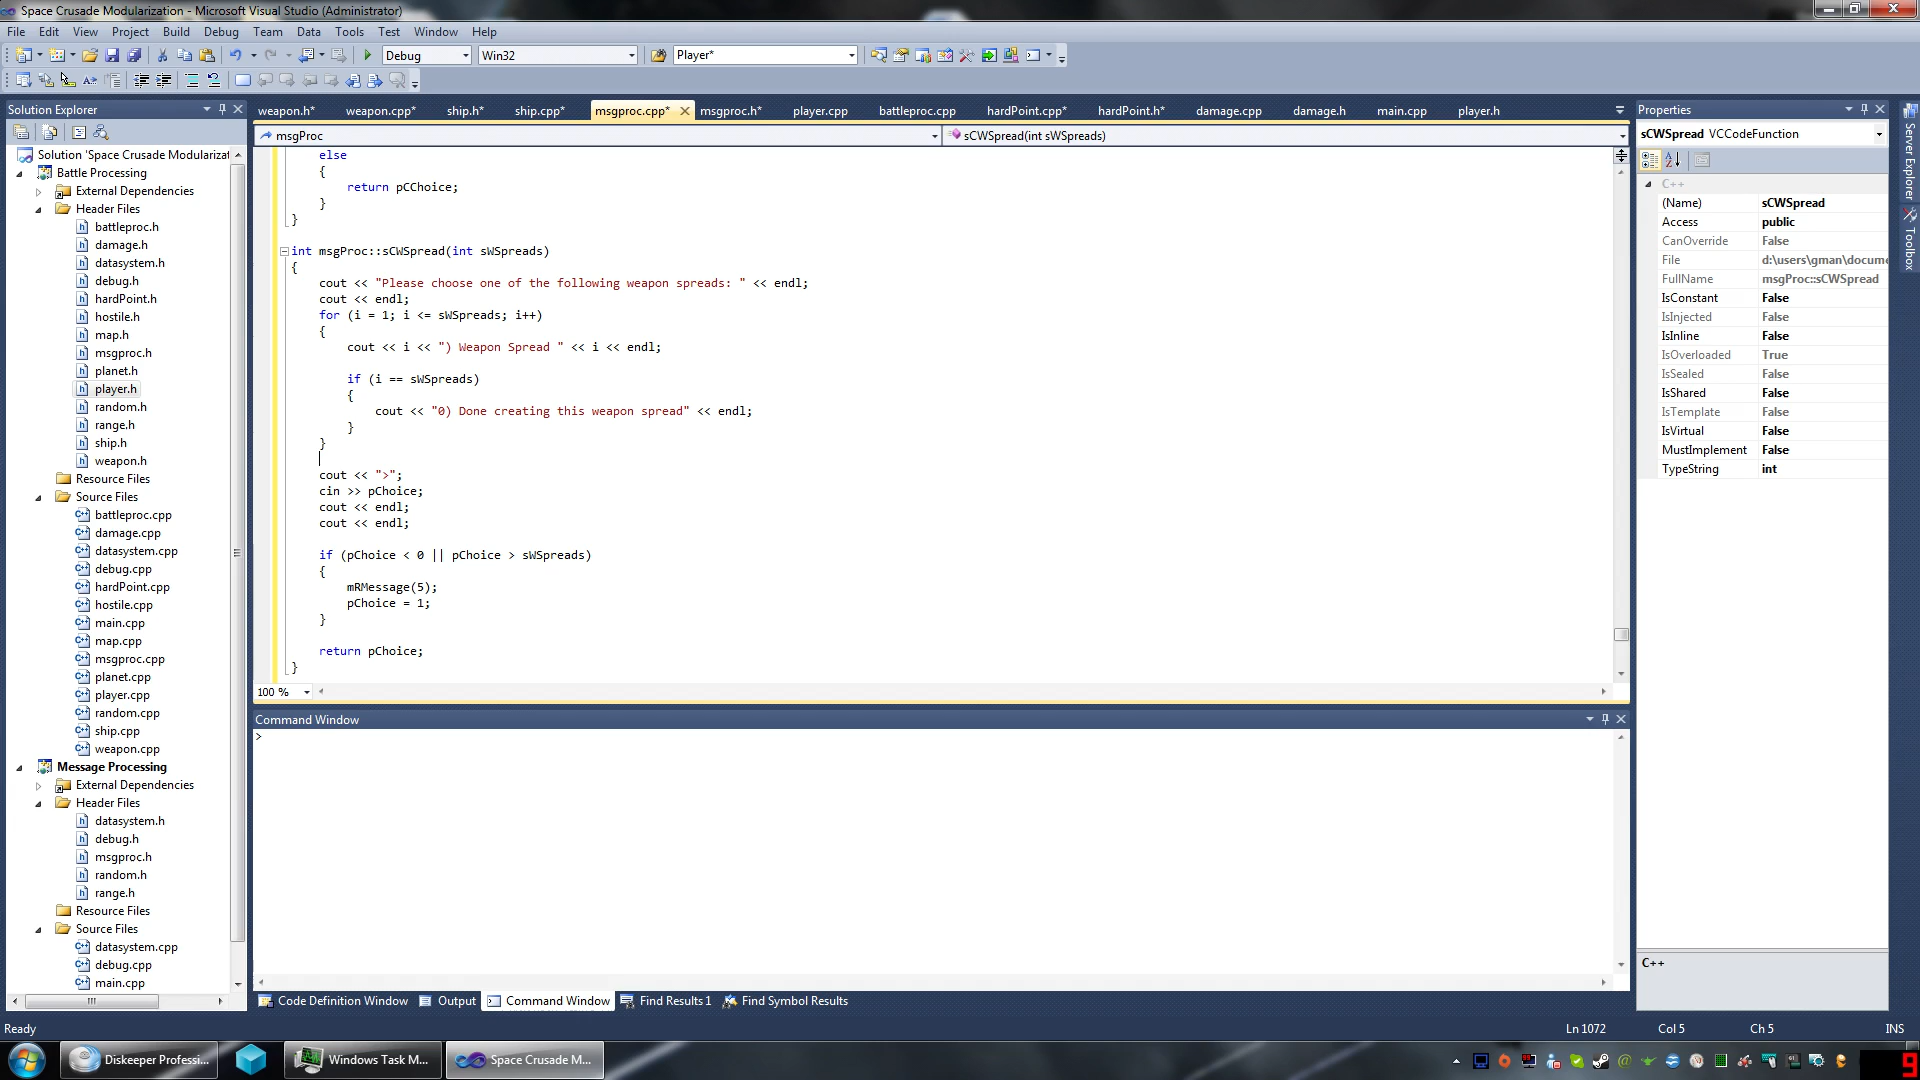 Space Crusade Modularization - Microsoft Visual Studio (Administrator)
File Edit View Project Build Debug Team Data Tools Test Window Help
Debug Win32 Player*
Solution Explorer
Solution 'Space Crusade Modularizat
Battle Processing
External Dependencies
Header Files
battleproc.h
damage.h
datasystem.h
debug.h
hardPoint.h
hostile.h
map.h
msgproc.h
planet.h
player.h
random.h
range.h
ship.h
weapon.h
Resource Files
Source Files
battleproc.cpp
damage.cpp
datasystem.cpp
debug.cpp
hardPoint.cpp
hostile.cpp
main.cpp
map.cpp
msgproc.cpp
planet.cpp
player.cpp
random.cpp
ship.cpp
weapon.cpp
Message Processing
External Dependencies
Header Files
datasystem.h
debug.h
msgproc.h
random.h
range.h
Resource Files
Source Files
datasystem.cpp
debug.cpp
main.cpp
weapon.h* weapon.cpp* ship.h* ship.cpp* msgproc.cpp* msgproc.h* player.cpp battleproc.cpp hardPoint.cpp* hardPoint.h* damage.cpp damage.h main.cpp player.h
msgProc sCWSpread(int sWSpreads)
else
{
return pCChoice;
}
}
int msgProc::sCWSpread(int sWSpreads)
{
cout << "Please choose one of the following weapon spreads: " << endl;
cout << endl;
for (i = 1; i <= sWSpreads; i++)
{
cout << i << ") Weapon Spread " << i << endl;
if (i == sWSpreads)
{
cout << "0) Done creating this weapon spread" << endl;
}
}
cout << ">";
cin >> pChoice;
cout << endl;
cout << endl;
if (pChoice < 0 || pChoice > sWSpreads)
{
mRMessage(5);
pChoice = 1;
}
return pChoice;
}
100 %
Command Window
>
Code Definition Window Output Command Window Find Results 1 Find Symbol Results
Properties
sCWSpread VCCodeFunction
C++
(Name) sCWSpread
Access public
CanOverride False
File d:\users\gman\docume
FullName msgProc::sCWSpread
IsConstant False
IsInjected False
IsInline False
IsOverloaded True
IsSealed False
IsShared False
IsTemplate False
IsVirtual False
MustImplement False
TypeString int
C++
Server Explorer
Toolbox
Ready Ln 1072 Col 5 Ch 5 INS
Diskeeper Professi... Windows Task M... Space Crusade M...